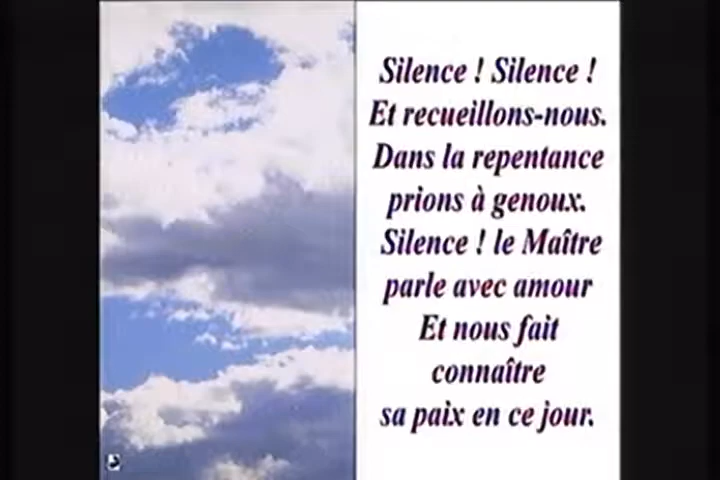 Silence ! Silence !
Et recueillons-nous.
Dans la repentance
prions à genoux.
Silence ! le Maître
parle avec amour
Et nous fait
connaître
sa paix en ce jour.